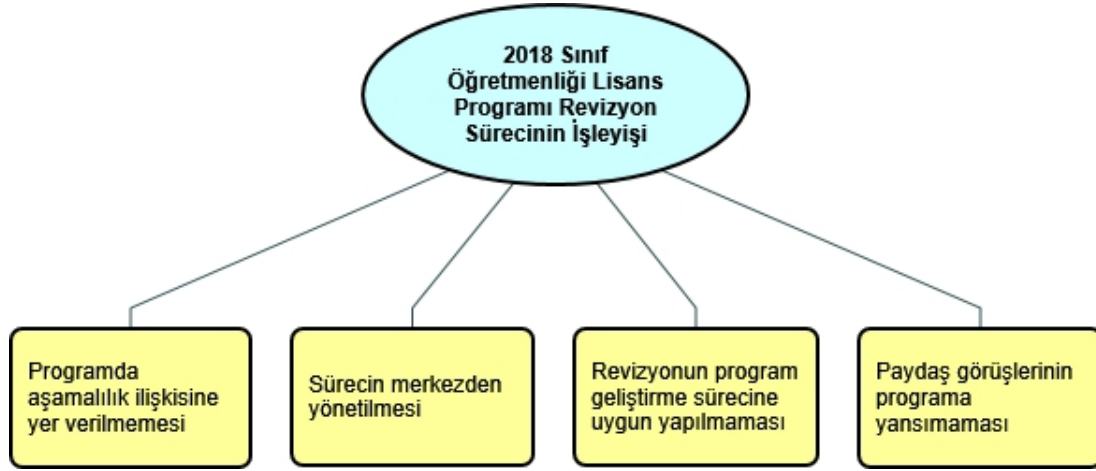 2018 Sınıf
Öğretmenliği Lisans
Programı Revizyon
Sürecinin İşleyişi
Programda
aşamalılık ilişkisine
yer verilmemesi
Sürecin merkezden
yönetilmesi
Revizyonun program
geliştirme sürecine
uygun yapılmaması
Paydaş görüşlerinin
programa
yansımaması